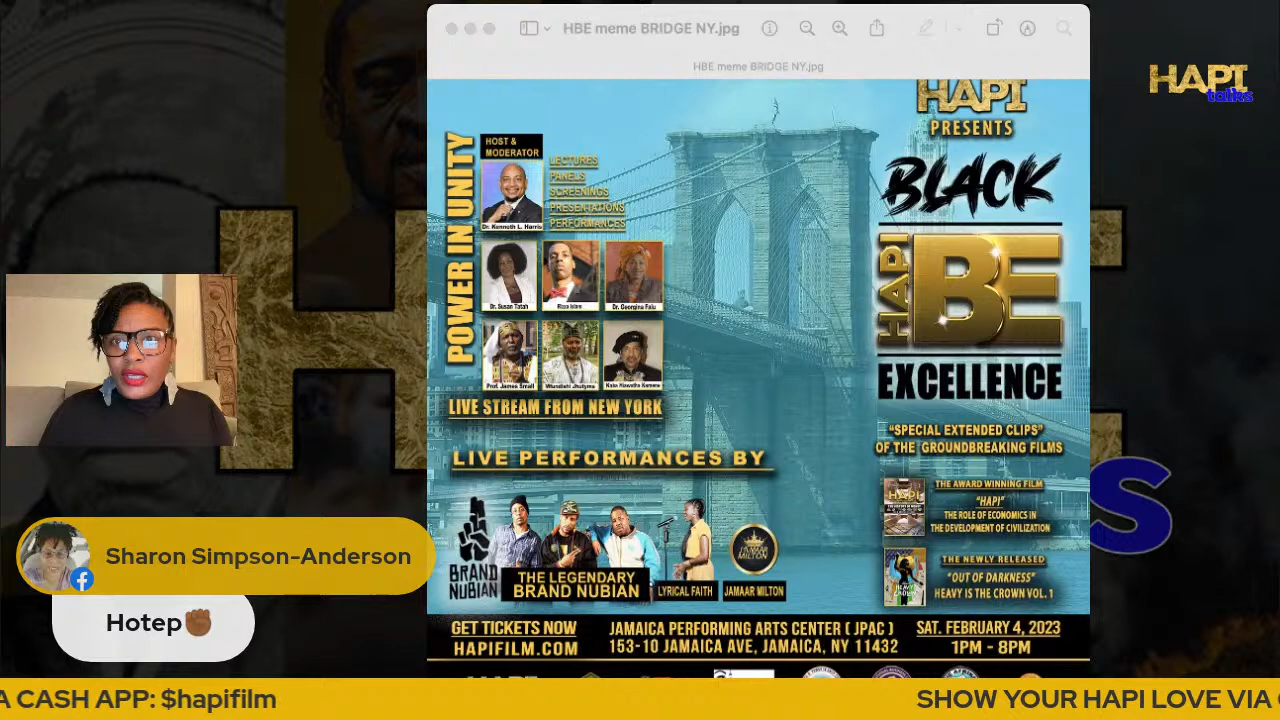 HBE meme BRIDGE NY.jpg
HBE meme BRIDGE NY.jpg
HAPI
talks
HAPI
PRESENTS
BLACK
HAPI
BE
EXCELLENCE
"SPECIAL EXTENDED CLIPS"
OF THE GROUNDBREAKING FILMS
THE AWARD WINNING FILM
"HAPI"
THE ROLE OF ECONOMICS IN
THE DEVELOPMENT OF CIVILIZATION
THE NEWLY RELEASED
"OUT OF DARKNESS"
HEAVY IS THE CROWN VOL. 1
POWER IN UNITY
HOST &
MODERATOR
LECTURES
PANELS
SCREENINGS
PRESENTATIONS
PERFORMANCES
Dr. Kenneth L. Harris
Dr. Susan Tatah
Rizza Islam
Dr. Georgina Falu
Prof. James Small
Wunmi
LIVE STREAM FROM NEW YORK
LIVE PERFORMANCES BY
BRAND
NUBIAN
THE LEGENDARY
BRAND NUBIAN
LYRICAL FAITH
JAMAAR MILTON
GET TICKETS NOW
HAPIFILM.COM
JAMAICA PERFORMING ARTS CENTER ( JPAC )
153-10 JAMAICA AVE, JAMAICA, NY 11432
SAT. FEBRUARY 4, 2023
1PM - 8PM
Sharon Simpson-Anderson
Hotep✊🏾
A CASH APP: $hapifilm
SHOW YOUR HAPI LOVE VIA
S